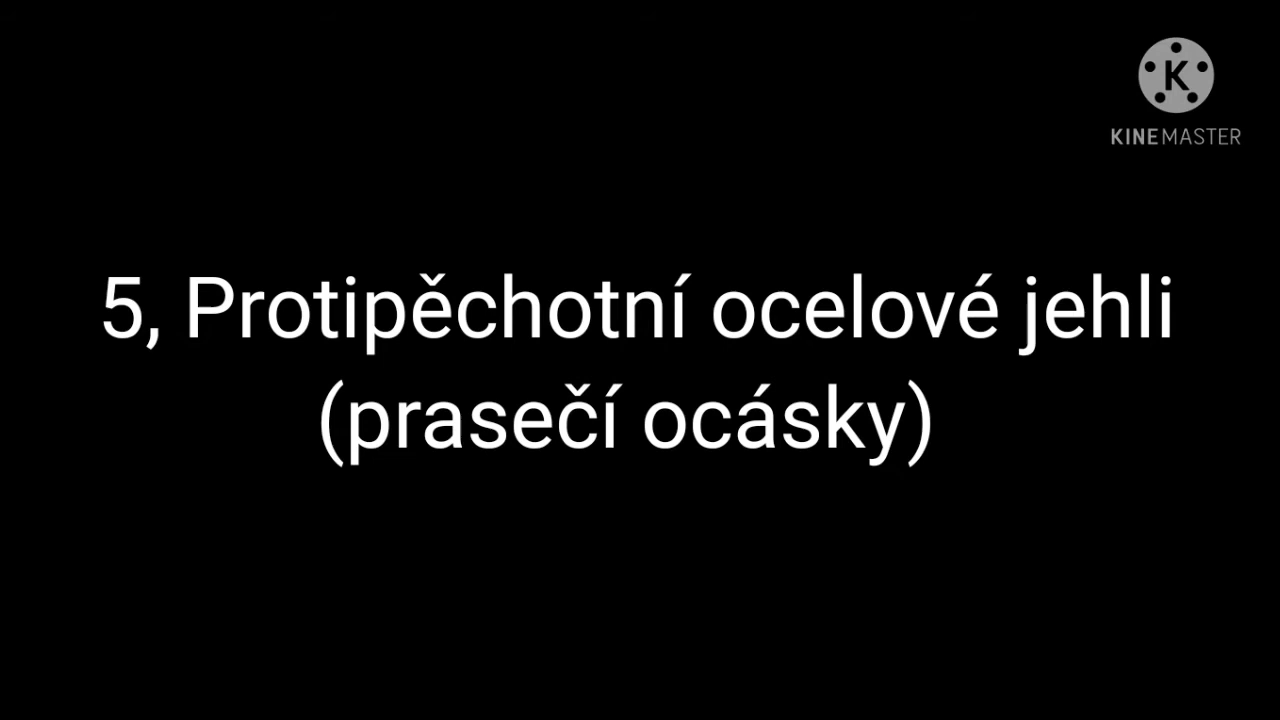 K
KINEMASTER
5, Protipěchotní ocelové jehli
(prasečí ocásky)